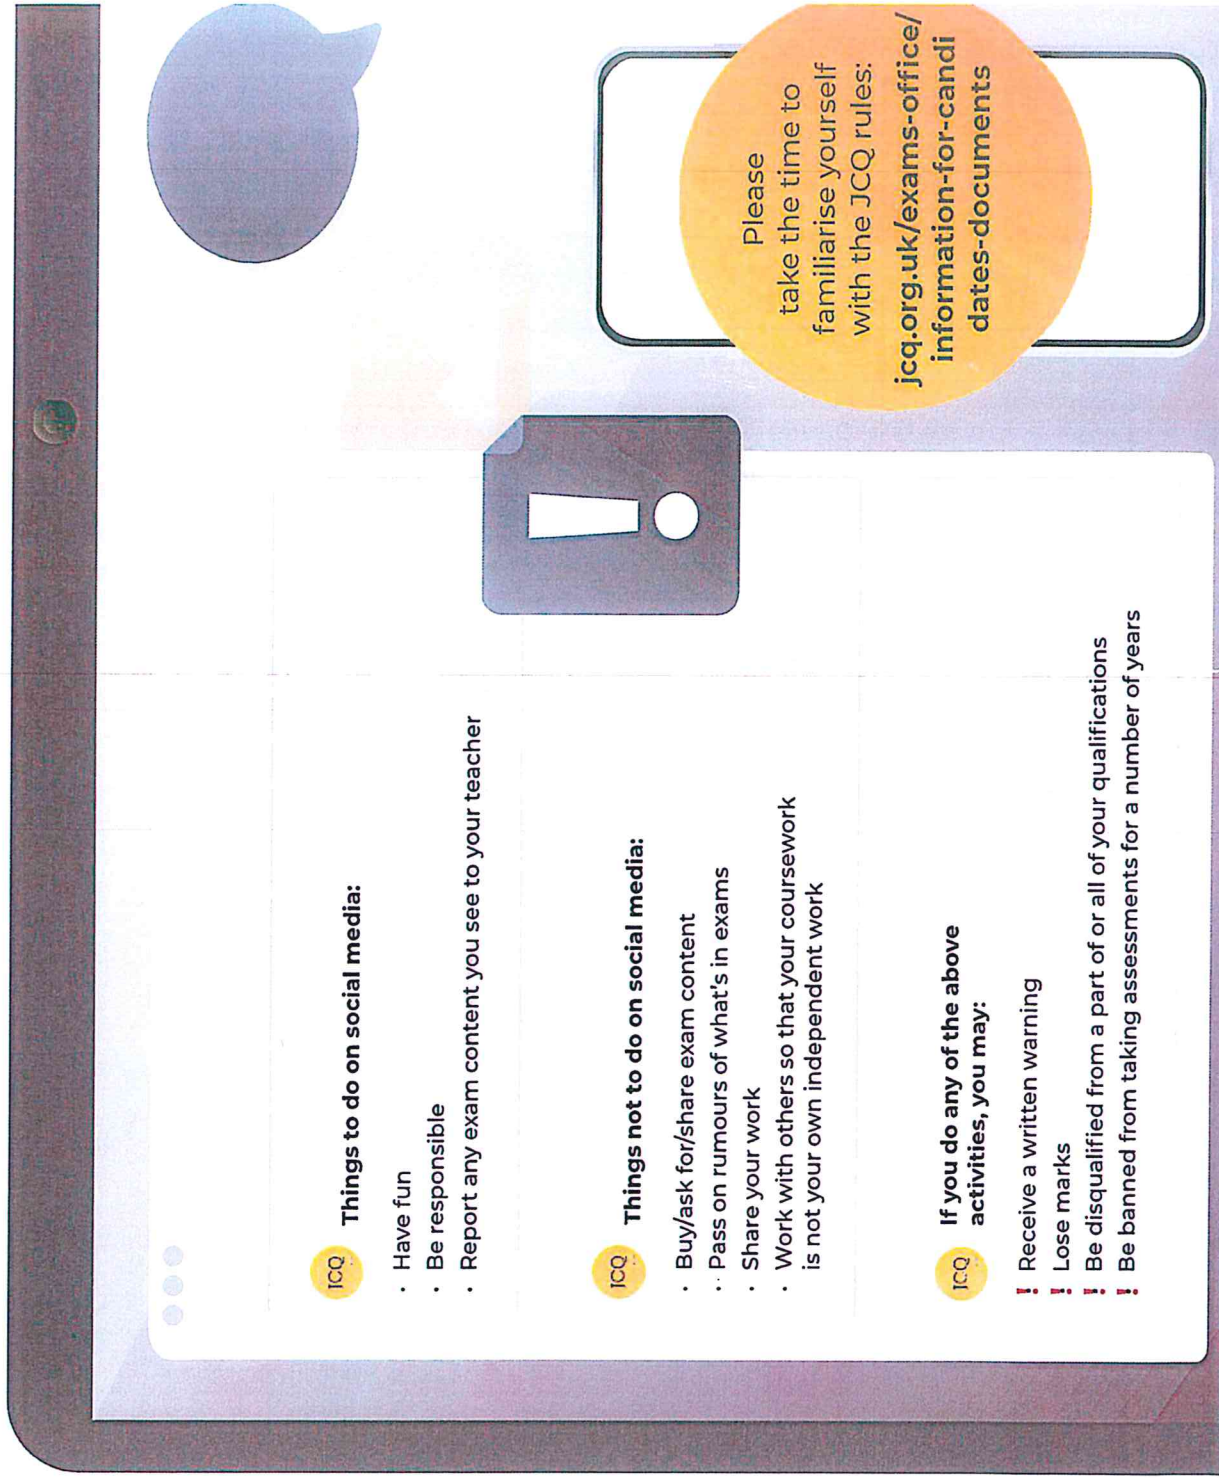 JCQ
Things to do on social media:
· Have fun
· Be responsible
· Report any exam content you see to your teacher
JCQ
Things not to do on social media:
· Buy/ask for/share exam content
· Pass on rumours of what's in exams
· Share your work
· Work with others so that your coursework
is not your own independent work
JCQ
If you do any of the above
activities, you may:
! Receive a written warning
! Lose marks
! Be disqualified from a part of or all of your qualifications
! Be banned from taking assessments for a number of years
!
Please
take the time to
familiarise yourself
with the JCQ rules:
jcq.org.uk/exams-office/
information-for-candi
dates-documents